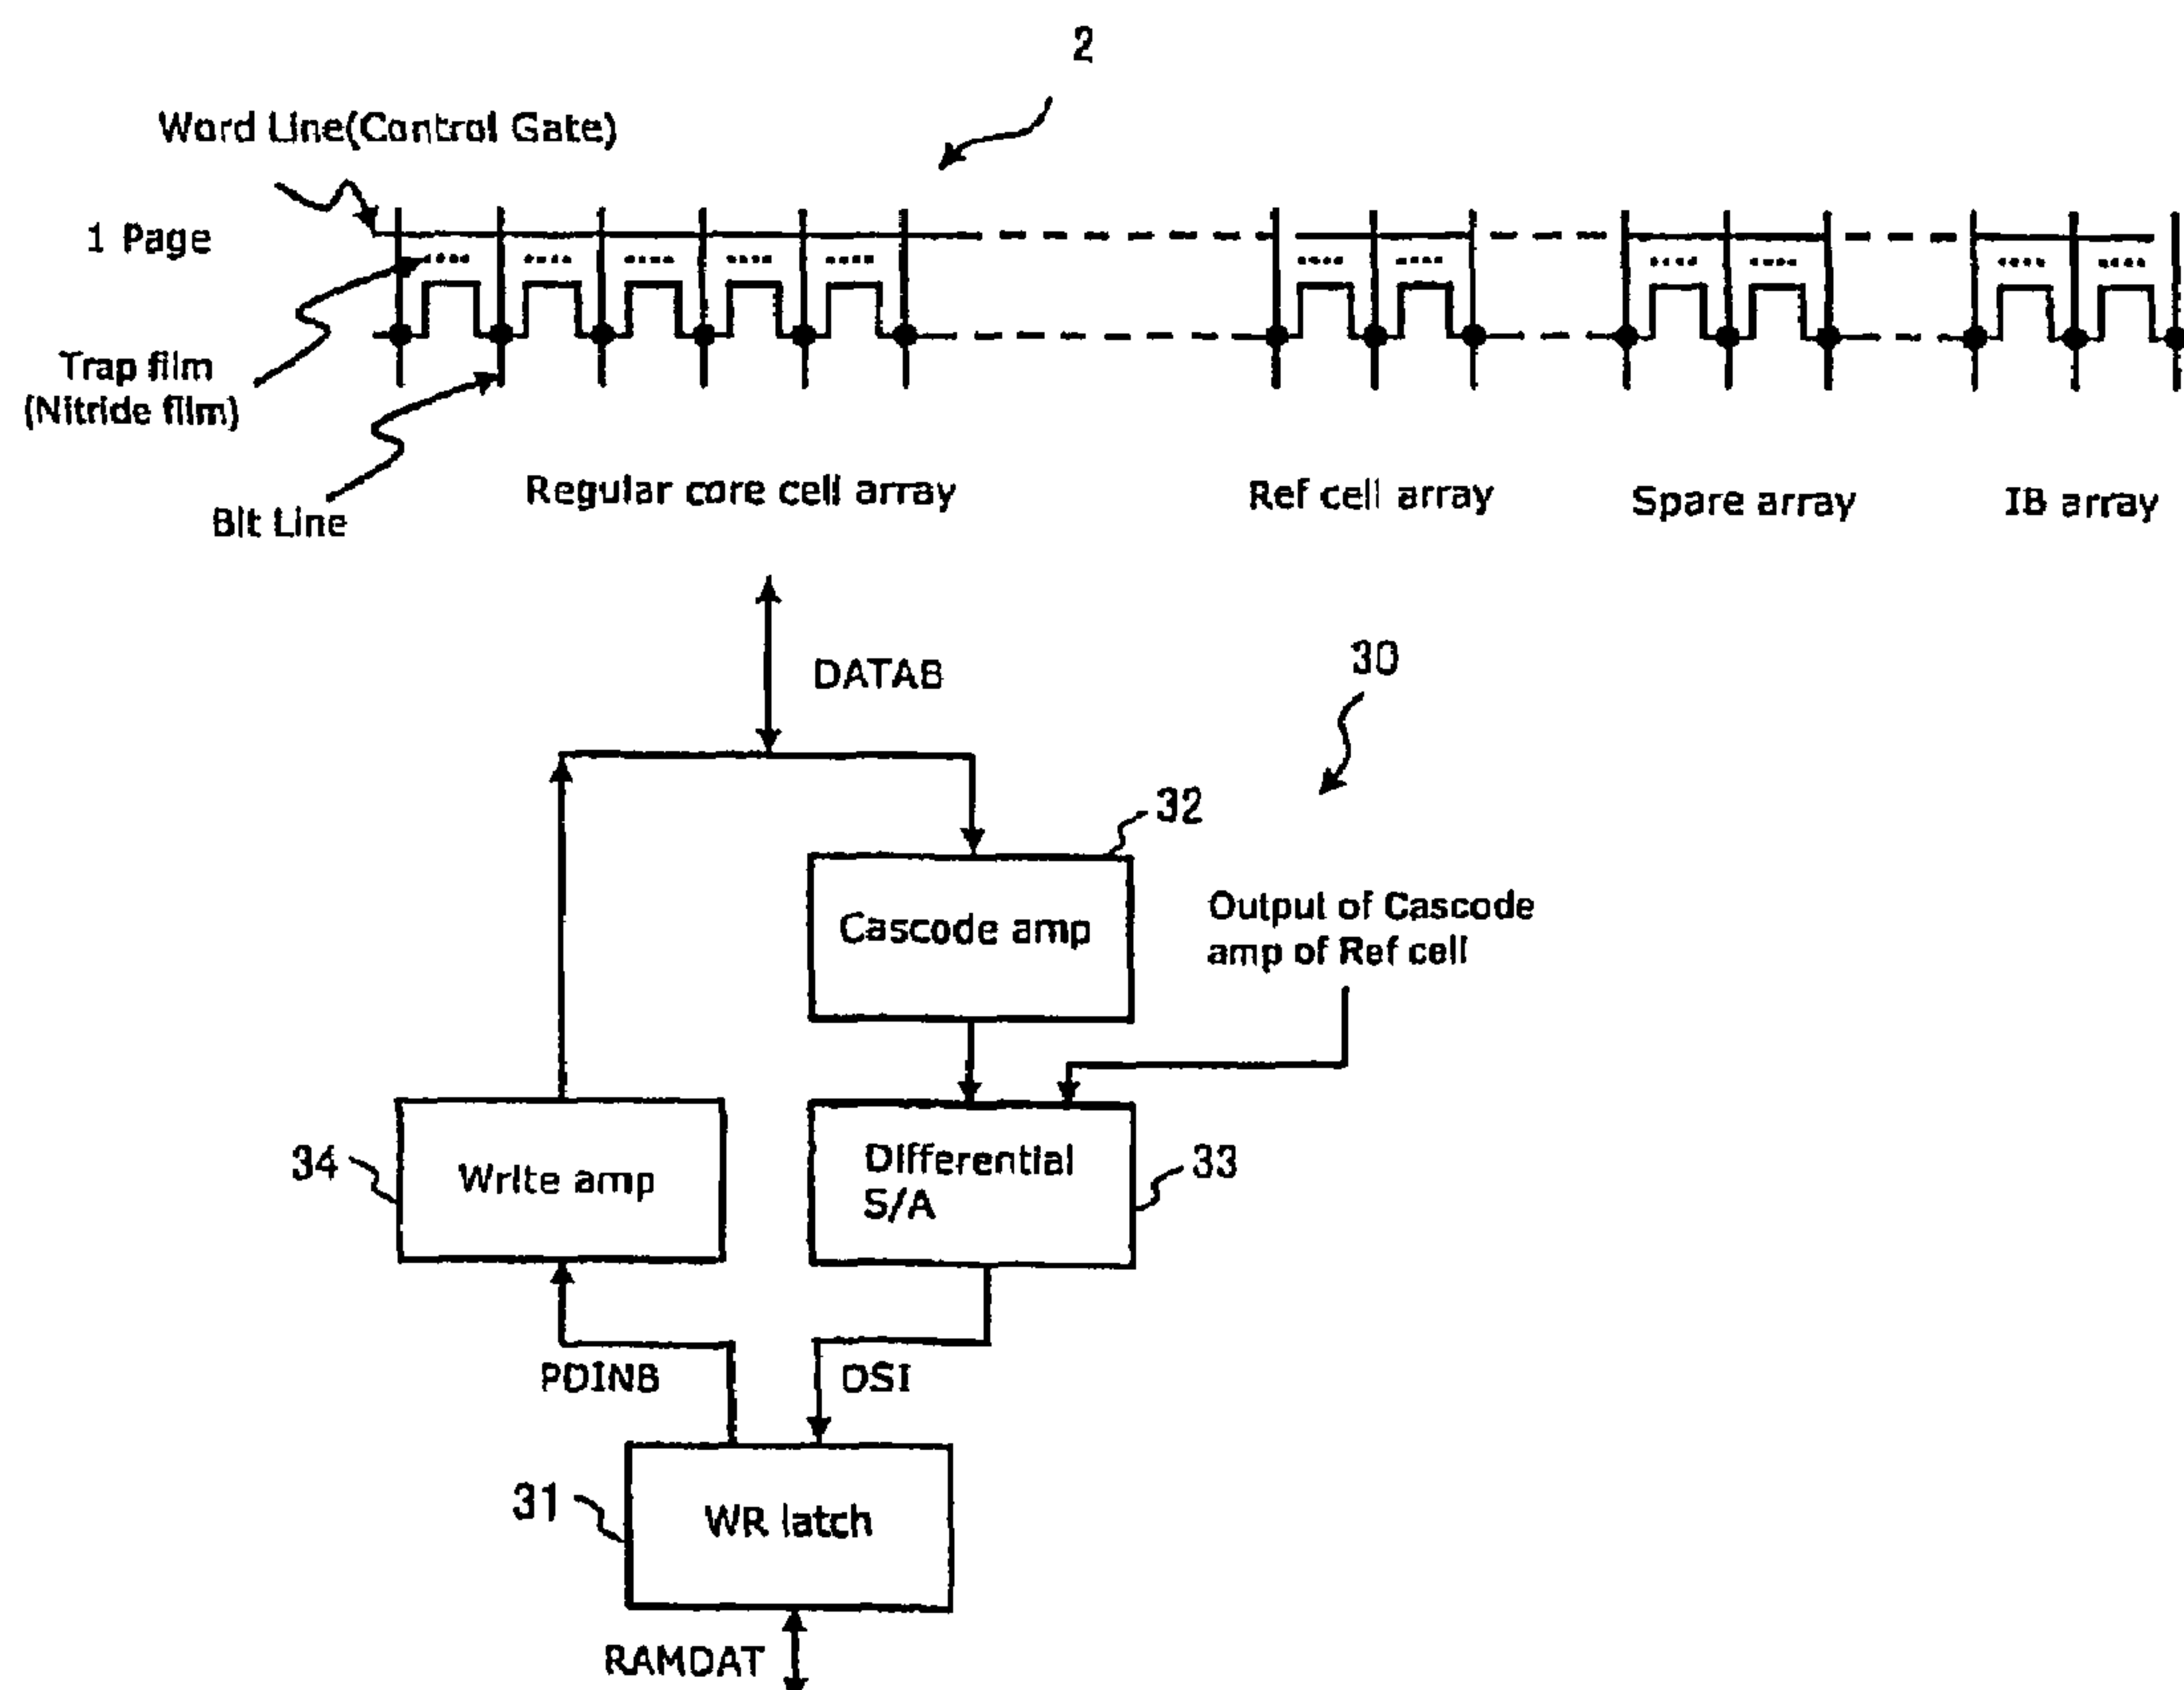 2
Word Line(Control Gate)
1 Page
Trap film
(Nitride film)
Bit Line
Regular core cell array
Ref cell array
Spare array
IB array
DATAB
30
32
Cascode amp
Output of Cascode
amp of Ref cell
34
Write amp
Differential
S/A
33
PDINB
DSI
31
WR latch
RAMDAT